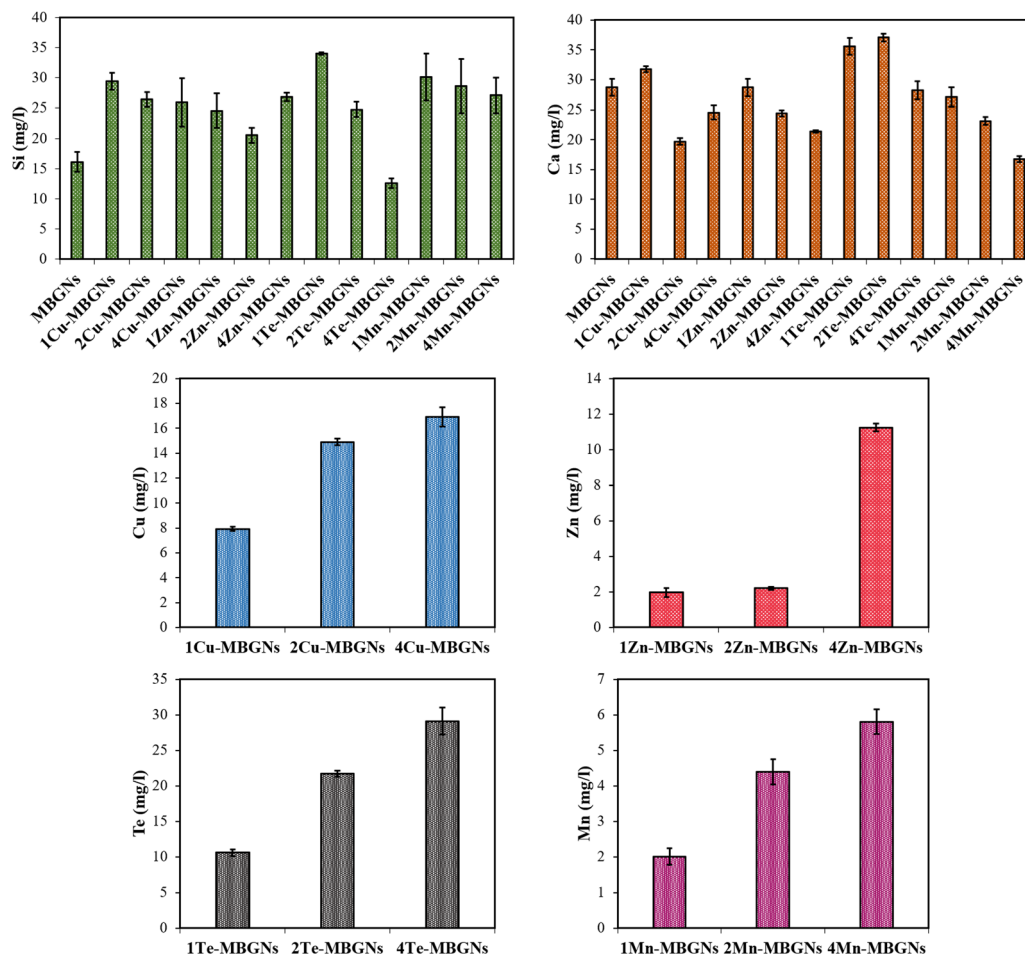 Si (mg/l)
40
35
30
25
20
15
10
5
0
MBGNs
1Cu-MBGNs
2Cu-MBGNs
4Cu-MBGNs
1Zn-MBGNs
2Zn-MBGNs
4Zn-MBGNs
1Te-MBGNs
2Te-MBGNs
4Te-MBGNs
1Mn-MBGNs
2Mn-MBGNs
4Mn-MBGNs
Ca (mg/l)
40
35
30
25
20
15
10
5
0
MBGNs
1Cu-MBGNs
2Cu-MBGNs
4Cu-MBGNs
1Zn-MBGNs
2Zn-MBGNs
4Zn-MBGNs
1Te-MBGNs
2Te-MBGNs
4Te-MBGNs
1Mn-MBGNs
2Mn-MBGNs
4Mn-MBGNs
Cu (mg/l)
20
18
16
14
12
10
8
6
4
2
0
1Cu-MBGNs 2Cu-MBGNs 4Cu-MBGNs
Zn (mg/l)
14
12
10
8
6
4
2
0
1Zn-MBGNs 2Zn-MBGNs 4Zn-MBGNs
Te (mg/l)
35
30
25
20
15
10
5
0
1Te-MBGNs 2Te-MBGNs 4Te-MBGNs
Mn (mg/l)
7
6
5
4
3
2
1
0
1Mn-MBGNs 2Mn-MBGNs 4Mn-MBGNs